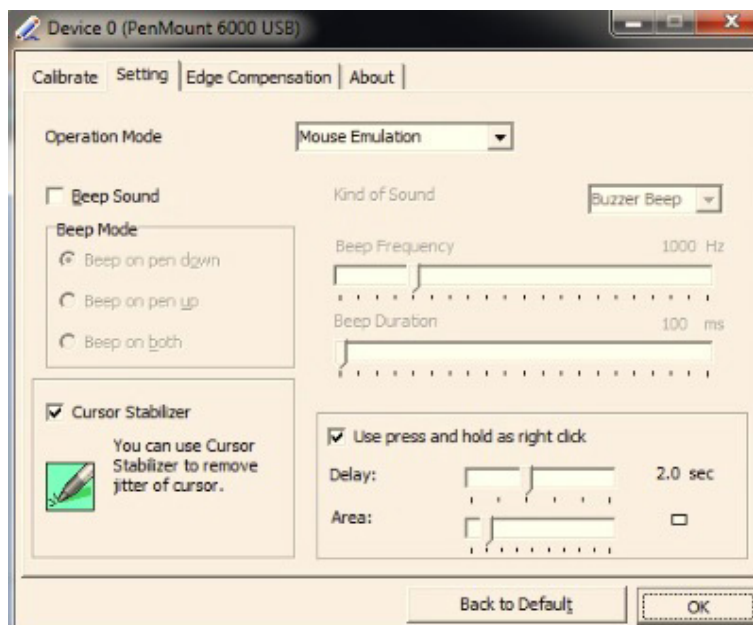 Device 0 (PenMount 6000 USB)
Calibrate Setting Edge Compensation About
Operation Mode Mouse Emulation
Beep Sound Kind of Sound Buzzer Beep
Beep Mode
Beep on pen down
Beep on pen up
Beep on both
Beep Frequency 1000 Hz
Beep Duration 100 ms
Cursor Stabilizer
You can use Cursor
Stabilizer to remove
jitter of cursor.
Use press and hold as right click
Delay: 2.0 sec
Area:
Back to Default OK